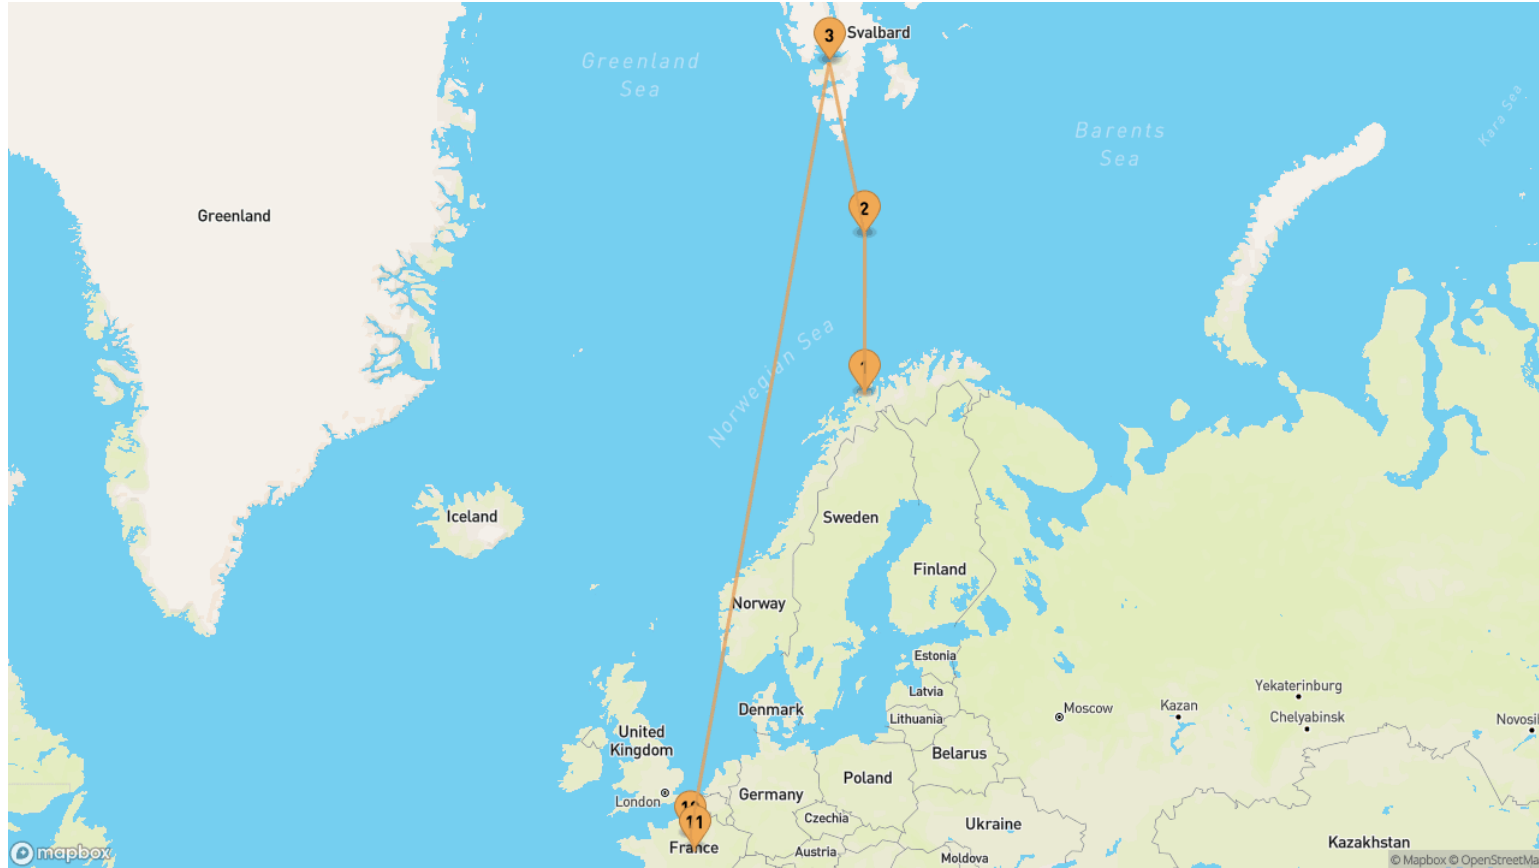 3
Svalbard
Greenland
Sea
Kara Sea
Barents
Sea
2
Greenland
Norwegian Sea
Iceland
Sweden
Finland
Norway
Estonia
Latvia
Lithuania
Denmark
Moscow
Kazan
Yekaterinburg
Chelyabinsk
United
Kingdom
Belarus
Poland
London
Germany
11
Czechia
Ukraine
France
Austria
Moldova
Kazakhstan
mapbox
© Mapbox © OpenStreetM